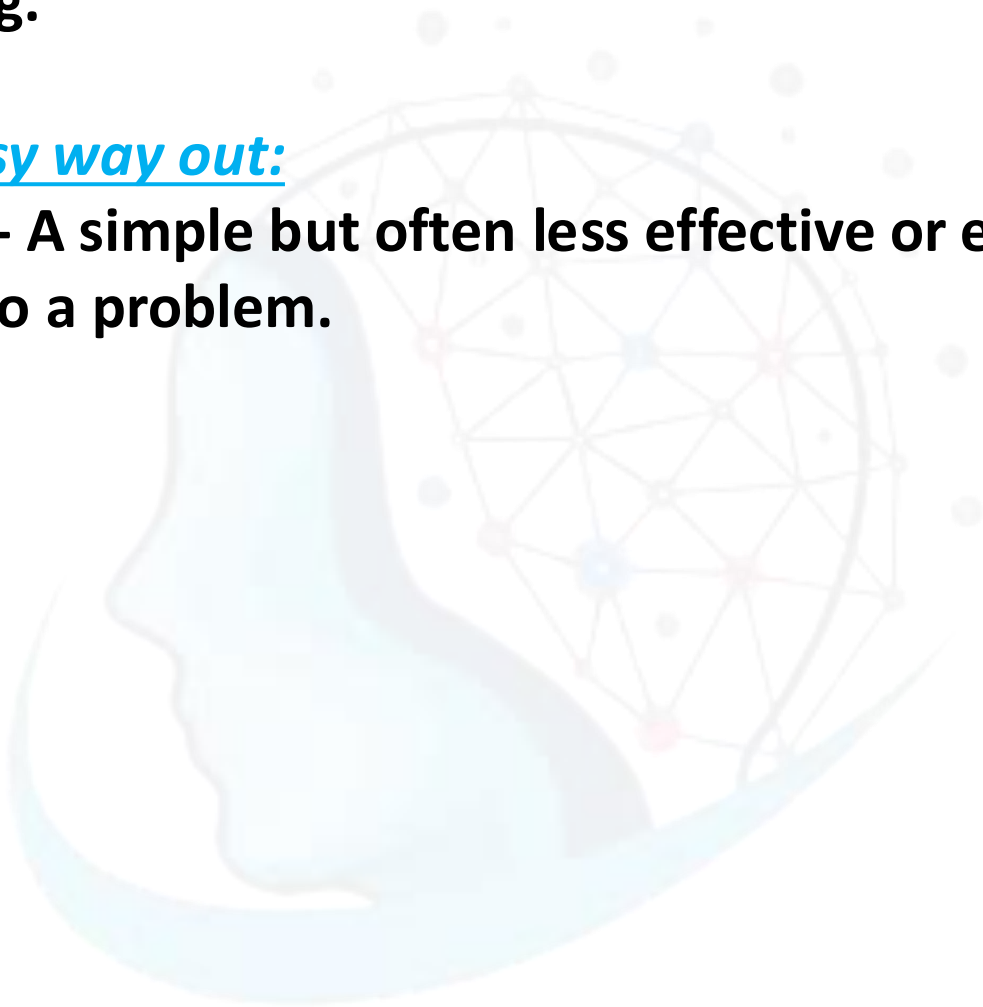 g.
sy way out:
- A simple but often less effective or e
o a problem.